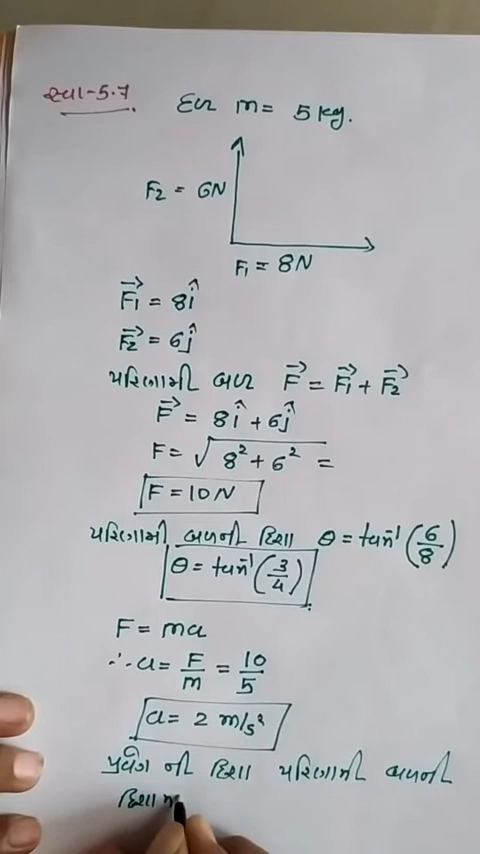 સ્વા-5.7
દળ m = 5 kg.
F₂ = 6N
F₁ = 8N
F₁⃗ = 8î
F₂⃗ = 6ĵ
પરિણામી બળ F⃗ = F₁⃗ + F₂⃗
F⃗ = 8î + 6ĵ
F = √(8² + 6²) =
F = 10 N
પરિણામી બળની દિશા θ = tan⁻¹(6/8)
θ = tan⁻¹(3/4)
F = ma
∴ a = F/m = 10/5
a = 2 m/s²
પ્રવેગ ની દિશા પરિણામી બળની
દિશા